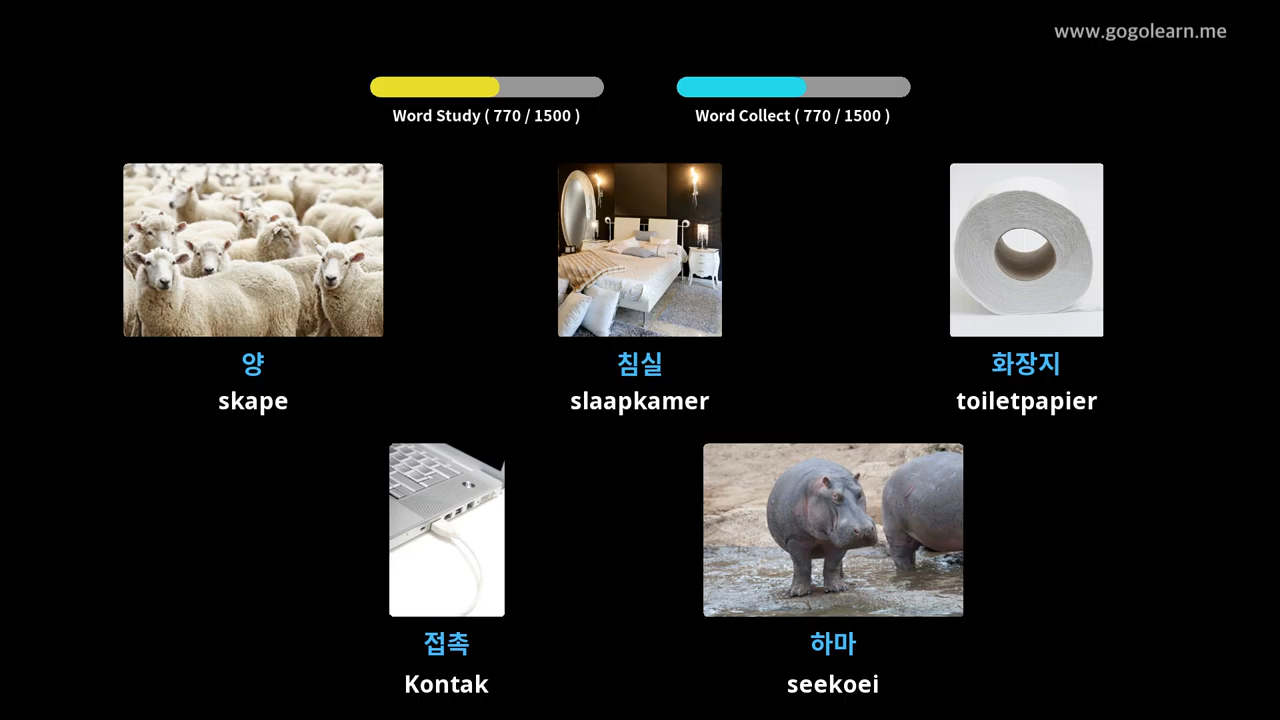 www.gogolearn.me
Word Study ( 770 / 1500 )
Word Collect ( 770 / 1500 )
양
skape
침실
slaapkamer
화장지
toiletpapier
접촉
Kontak
하마
seekoei